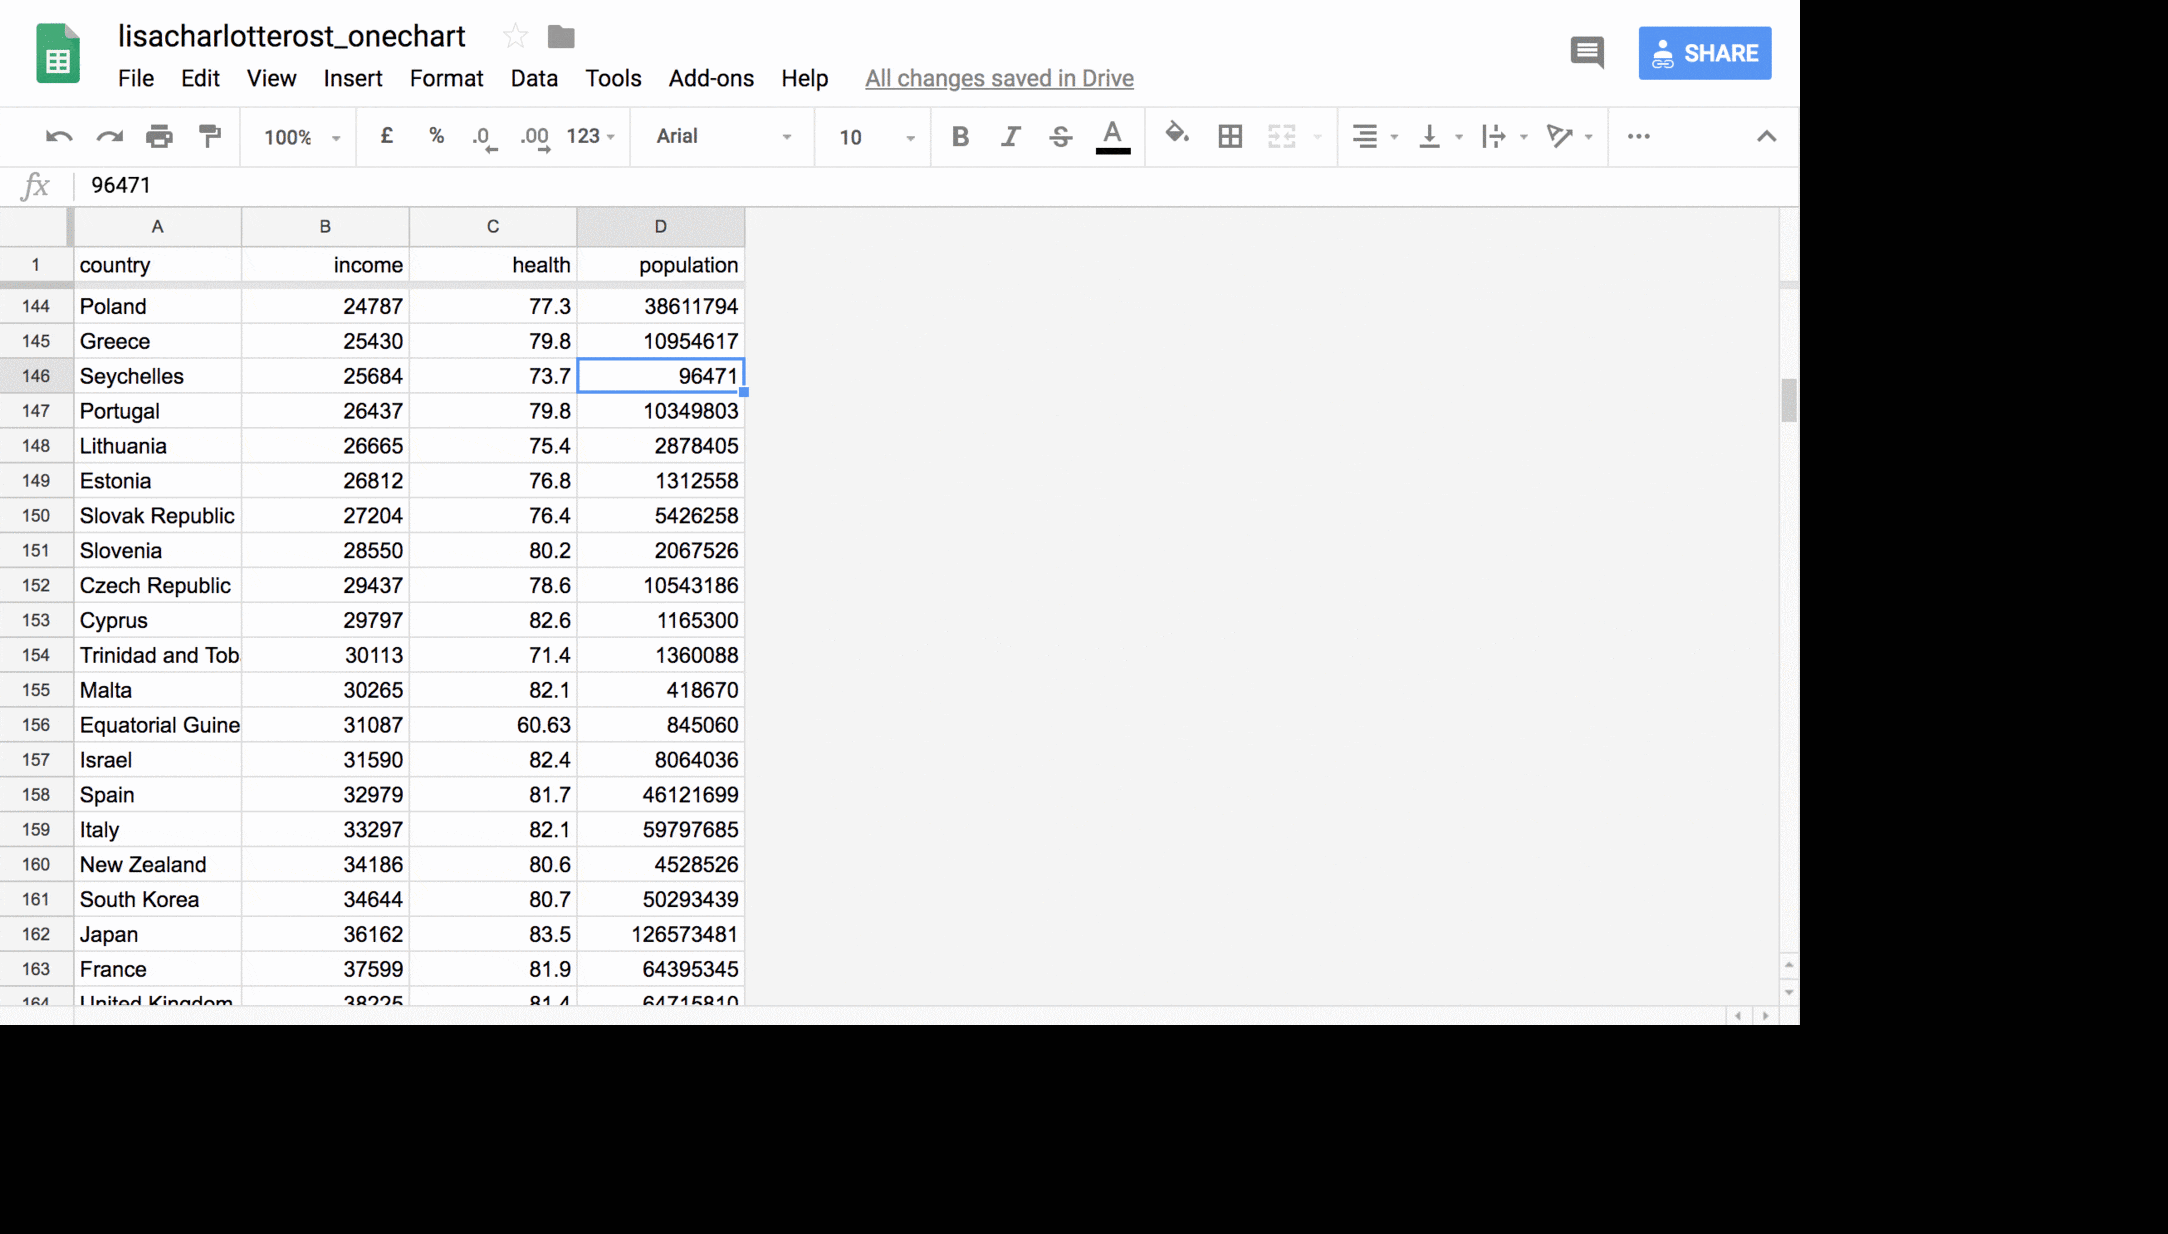 lisacharlotterost_onechart
File Edit View Insert Format Data Tools Add-ons Help All changes saved in Drive
SHARE
100% £ % .0 .00 123 Arial 10 B I S A
fx 96471
A B C D
1 country income health population
144 Poland 24787 77.3 38611794
145 Greece 25430 79.8 10954617
146 Seychelles 25684 73.7 96471
147 Portugal 26437 79.8 10349803
148 Lithuania 26665 75.4 2878405
149 Estonia 26812 76.8 1312558
150 Slovak Republic 27204 76.4 5426258
151 Slovenia 28550 80.2 2067526
152 Czech Republic 29437 78.6 10543186
153 Cyprus 29797 82.6 1165300
154 Trinidad and Tob 30113 71.4 1360088
155 Malta 30265 82.1 418670
156 Equatorial Guine 31087 60.63 845060
157 Israel 31590 82.4 8064036
158 Spain 32979 81.7 46121699
159 Italy 33297 82.1 59797685
160 New Zealand 34186 80.6 4528526
161 South Korea 34644 80.7 50293439
162 Japan 36162 83.5 126573481
163 France 37599 81.9 64395345
164 United Kingdom 38225 81.4 64715810